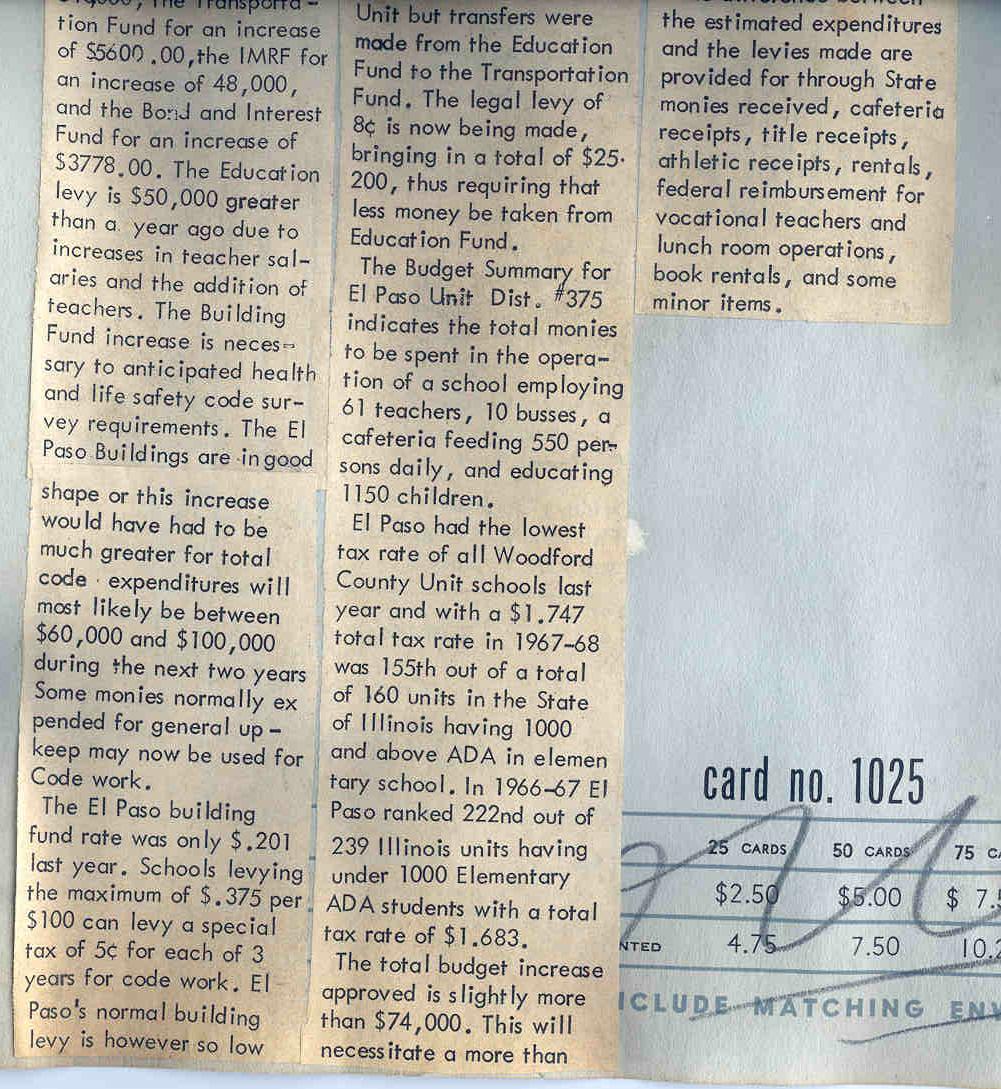 The Transporta-
tion Fund for an increase
of $5600.00,the IMRF for
an increase of 48,000,
and the Bond and Interest
Fund for an increase of
$3778.00. The Education
levy is $50,000 greater
than a year ago due to
increases in teacher sal-
aries and the addition of
teachers. The Building
Fund increase is neces-
sary to anticipated health
and life safety code sur-
vey requirements. The El
Paso Buildings are in good
shape or this increase
would have had to be
much greater for total
code expenditures will
most likely be between
$60,000 and $100,000
during the next two years
Some monies normally ex
pended for general up-
keep may now be used for
Code work.
The El Paso building
fund rate was only $.201
last year. Schools levying
the maximum of $.375 per
$100 can levy a special
tax of 5¢ for each of 3
years for code work. El
Paso's normal building
levy is however so low
Unit but transfers were
made from the Education
Fund to the Transportation
Fund. The legal levy of
8¢ is now being made,
bringing in a total of $25.
200, thus requiring that
less money be taken from
Education Fund.
The Budget Summary for
El Paso Unit Dist. #375
indicates the total monies
to be spent in the opera-
tion of a school employing
61 teachers, 10 busses, a
cafeteria feeding 550 per-
sons daily, and educating
1150 children.
El Paso had the lowest
tax rate of all Woodford
County Unit schools last
year and with a $1.747
total tax rate in 1967-68
was 155th out of a total
of 160 units in the State
of Illinois having 1000
and above ADA in elemen
tary school. In 1966-67 El
Paso ranked 222nd out of
239 Illinois units having
under 1000 Elementary
ADA students with a total
tax rate of $1.683.
The total budget increase
approved is slightly more
than $74,000. This will
necessitate a more than
the estimated expenditures
and the levies made are
provided for through State
monies received, cafeteria
receipts, title receipts,
athletic receipts, rentals,
federal reimbursement for
vocational teachers and
lunch room operations,
book rentals, and some
minor items.
card no. 1025
25 CARDS 50 CARDS 75 CA
$2.50 $5.00 $ 7.5
NTED 4.75 7.50 10.2
ICLUDE MATCHING ENV